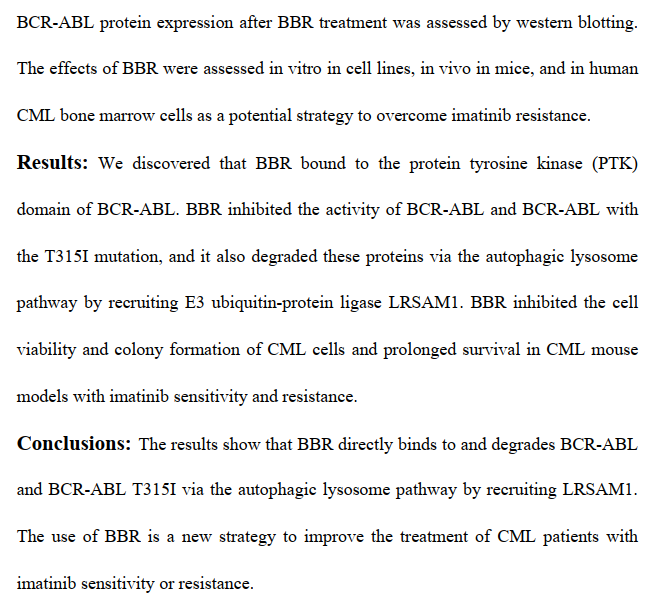 BCR-ABL protein expression after BBR treatment was assessed by western blotting.
The effects of BBR were assessed in vitro in cell lines, in vivo in mice, and in human
CML bone marrow cells as a potential strategy to overcome imatinib resistance.
Results: We discovered that BBR bound to the protein tyrosine kinase (PTK)
domain of BCR-ABL. BBR inhibited the activity of BCR-ABL and BCR-ABL with
the T315I mutation, and it also degraded these proteins via the autophagic lysosome
pathway by recruiting E3 ubiquitin-protein ligase LRSAM1. BBR inhibited the cell
viability and colony formation of CML cells and prolonged survival in CML mouse
models with imatinib sensitivity and resistance.
Conclusions: The results show that BBR directly binds to and degrades BCR-ABL
and BCR-ABL T315I via the autophagic lysosome pathway by recruiting LRSAM1.
The use of BBR is a new strategy to improve the treatment of CML patients with
imatinib sensitivity or resistance.